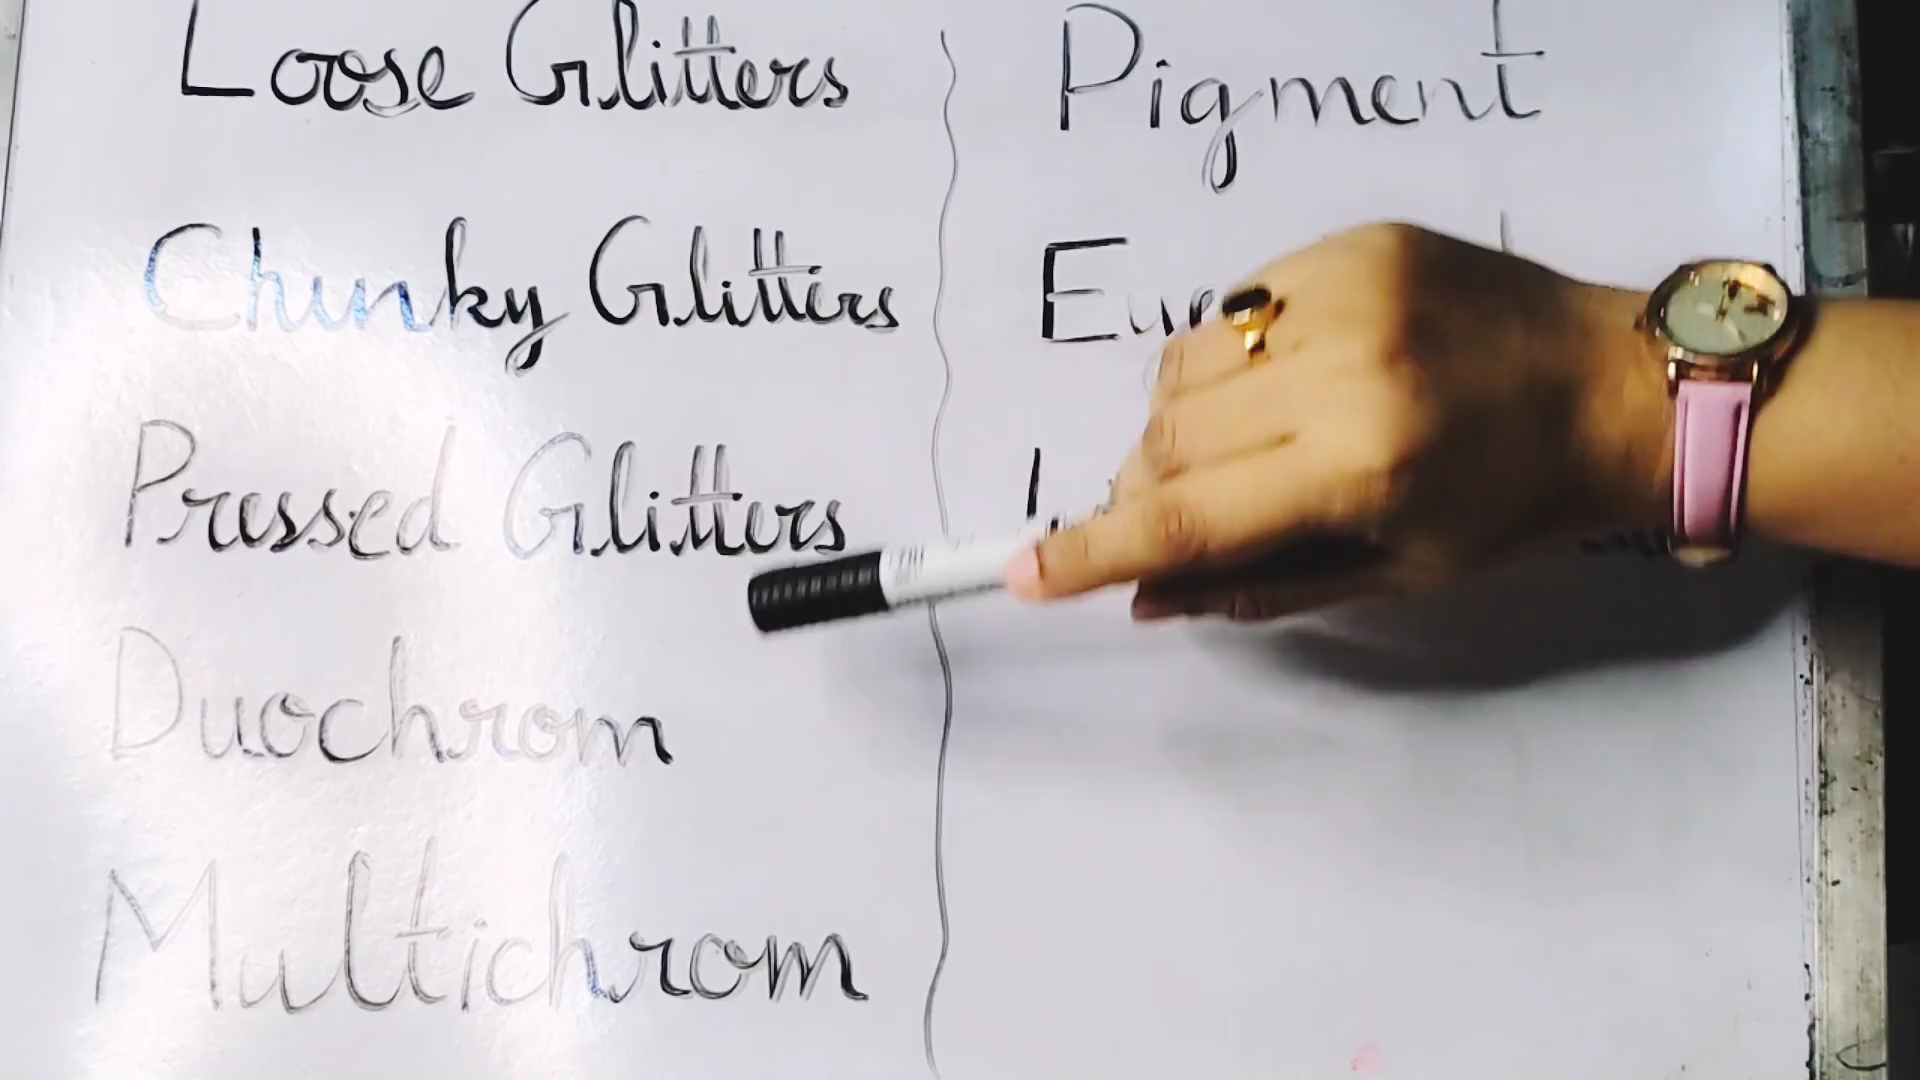 Loose Glitters
Chunky Glitters
Pressed Glitters
Duochrom
Multichrom
Pigment